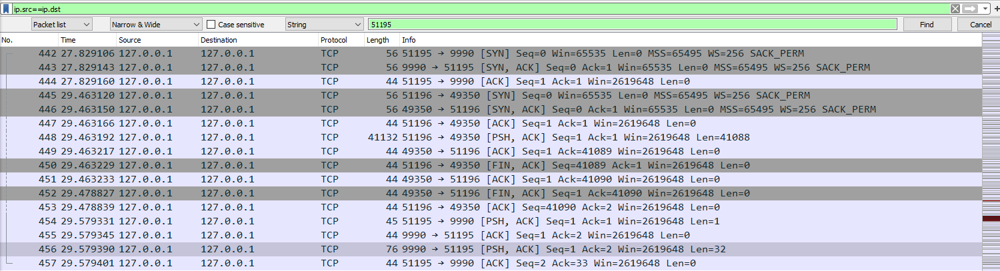 ip.src==ip.dst
Packet list Narrow & Wide Case sensitive String 51195 Find Cancel
No. Time Source Destination Protocol Length Info
442 27.829106 127.0.0.1 127.0.0.1 TCP 56 51195 → 9990 [SYN] Seq=0 Win=65535 Len=0 MSS=65495 WS=256 SACK_PERM
443 27.829143 127.0.0.1 127.0.0.1 TCP 56 9990 → 51195 [SYN, ACK] Seq=0 Ack=1 Win=65535 Len=0 MSS=65495 WS=256 SACK_PERM
444 27.829160 127.0.0.1 127.0.0.1 TCP 44 51195 → 9990 [ACK] Seq=1 Ack=1 Win=2619648 Len=0
445 29.463120 127.0.0.1 127.0.0.1 TCP 56 51196 → 49350 [SYN] Seq=0 Win=65535 Len=0 MSS=65495 WS=256 SACK_PERM
446 29.463150 127.0.0.1 127.0.0.1 TCP 56 49350 → 51196 [SYN, ACK] Seq=0 Ack=1 Win=65535 Len=0 MSS=65495 WS=256 SACK_PERM
447 29.463166 127.0.0.1 127.0.0.1 TCP 44 51196 → 49350 [ACK] Seq=1 Ack=1 Win=2619648 Len=0
448 29.463192 127.0.0.1 127.0.0.1 TCP 41132 51196 → 49350 [PSH, ACK] Seq=1 Ack=1 Win=2619648 Len=41088
449 29.463217 127.0.0.1 127.0.0.1 TCP 44 49350 → 51196 [ACK] Seq=1 Ack=41089 Win=2619648 Len=0
450 29.463229 127.0.0.1 127.0.0.1 TCP 44 51196 → 49350 [FIN, ACK] Seq=41089 Ack=1 Win=2619648 Len=0
451 29.463233 127.0.0.1 127.0.0.1 TCP 44 49350 → 51196 [ACK] Seq=1 Ack=41090 Win=2619648 Len=0
452 29.478827 127.0.0.1 127.0.0.1 TCP 44 49350 → 51196 [FIN, ACK] Seq=1 Ack=41090 Win=2619648 Len=0
453 29.478839 127.0.0.1 127.0.0.1 TCP 44 51196 → 49350 [ACK] Seq=41090 Ack=2 Win=2619648 Len=0
454 29.579331 127.0.0.1 127.0.0.1 TCP 45 51195 → 9990 [PSH, ACK] Seq=1 Ack=1 Win=2619648 Len=1
455 29.579345 127.0.0.1 127.0.0.1 TCP 44 9990 → 51195 [ACK] Seq=1 Ack=2 Win=2619648 Len=0
456 29.579390 127.0.0.1 127.0.0.1 TCP 76 9990 → 51195 [PSH, ACK] Seq=1 Ack=2 Win=2619648 Len=32
457 29.579401 127.0.0.1 127.0.0.1 TCP 44 51195 → 9990 [ACK] Seq=2 Ack=33 Win=2619648 Len=0